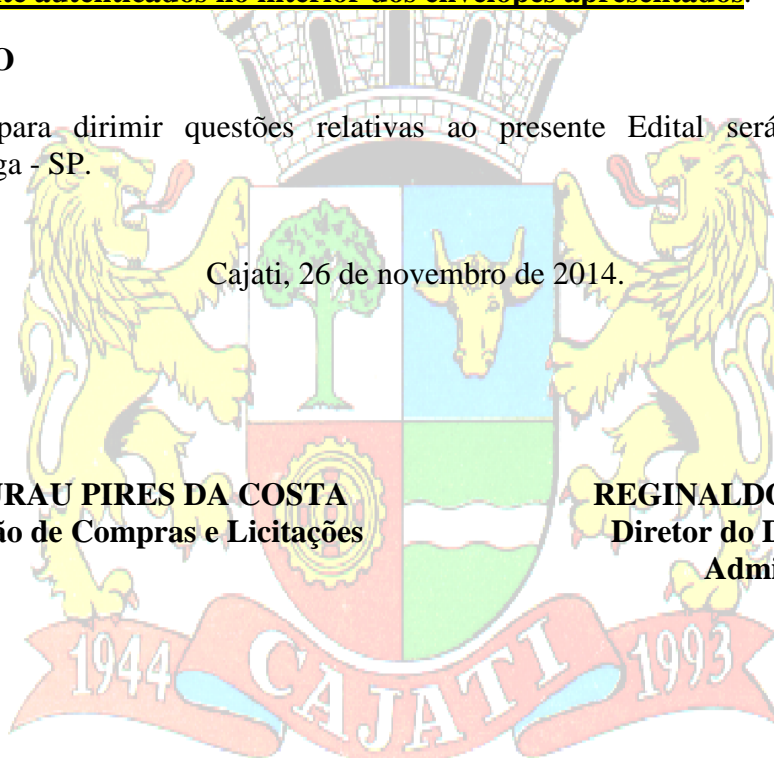 te autenticados no interior dos envelopes apresentados.
O
para dirimir questões relativas ao presente Edital será
ga - SP.
Cajati, 26 de novembro de 2014.
URAU PIRES DA COSTA
REGINALDO
ão de Compras e Licitações
Diretor do D
Admi
1944
CAJATI
1993